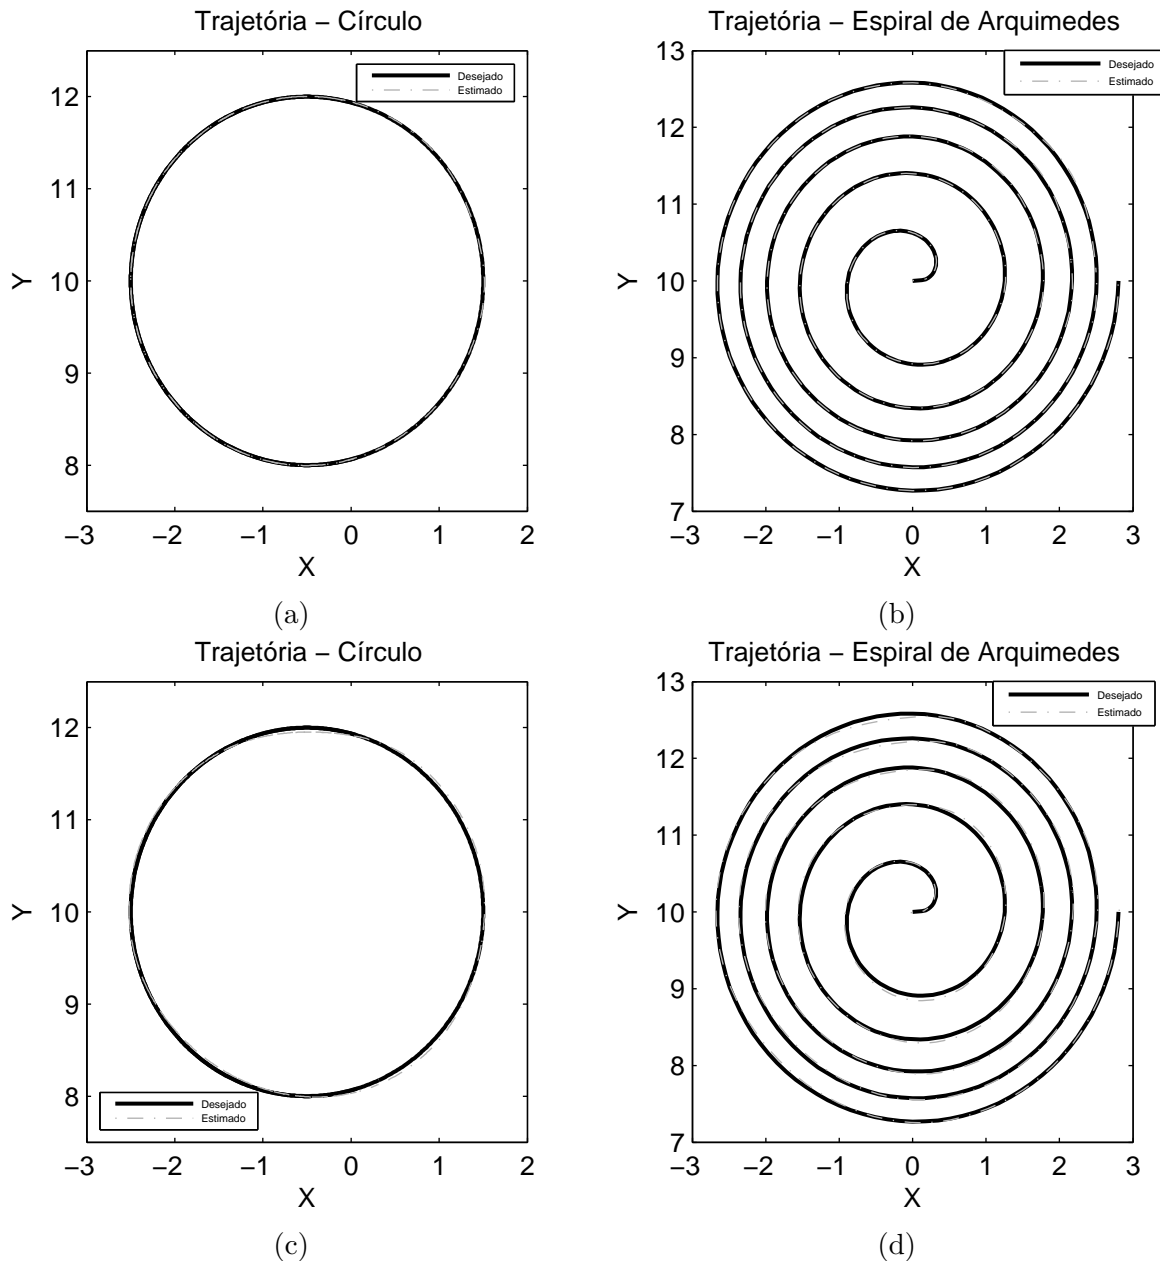 Trajetória – Círculo
Desejado
Estimado
12
11
10
9
8
Y
−3 −2 −1 0 1 2
X
(a)
Trajetória – Espiral de Arquimedes
Desejado
Estimado
13
12
11
10
9
8
7
Y
−3 −2 −1 0 1 2 3
X
(b)
Trajetória – Círculo
12
11
10
9
8
Y
Desejado
Estimado
−3 −2 −1 0 1 2
X
(c)
Trajetória – Espiral de Arquimedes
Desejado
Estimado
13
12
11
10
9
8
7
Y
−3 −2 −1 0 1 2 3
X
(d)